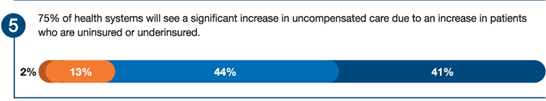 5
75% of health systems will see a significant increase in uncompensated care due to an increase in patients
who are uninsured or underinsured.
2% 13% 44% 41%